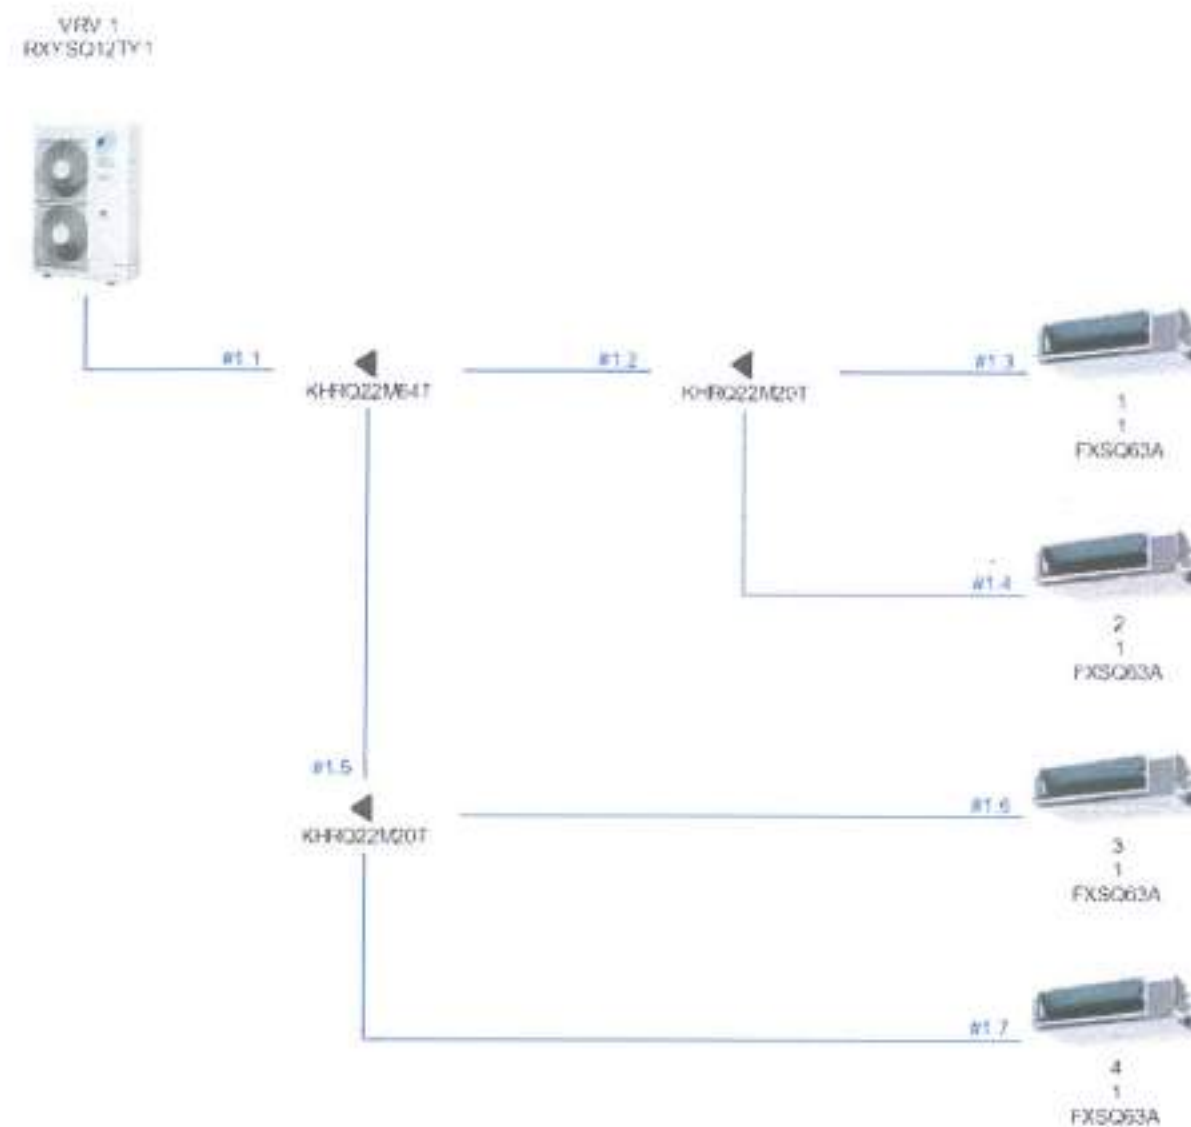 VRV 1
RXYSQ12TY1
#1.1
KHRQ22M64T
#1.2
KHRQ22M20T
#1.3
1
1
FXSQ63A
#1.4
2
1
FXSQ63A
#1.5
KHRQ22M20T
#1.6
3
1
FXSQ63A
#1.7
4
1
FXSQ63A